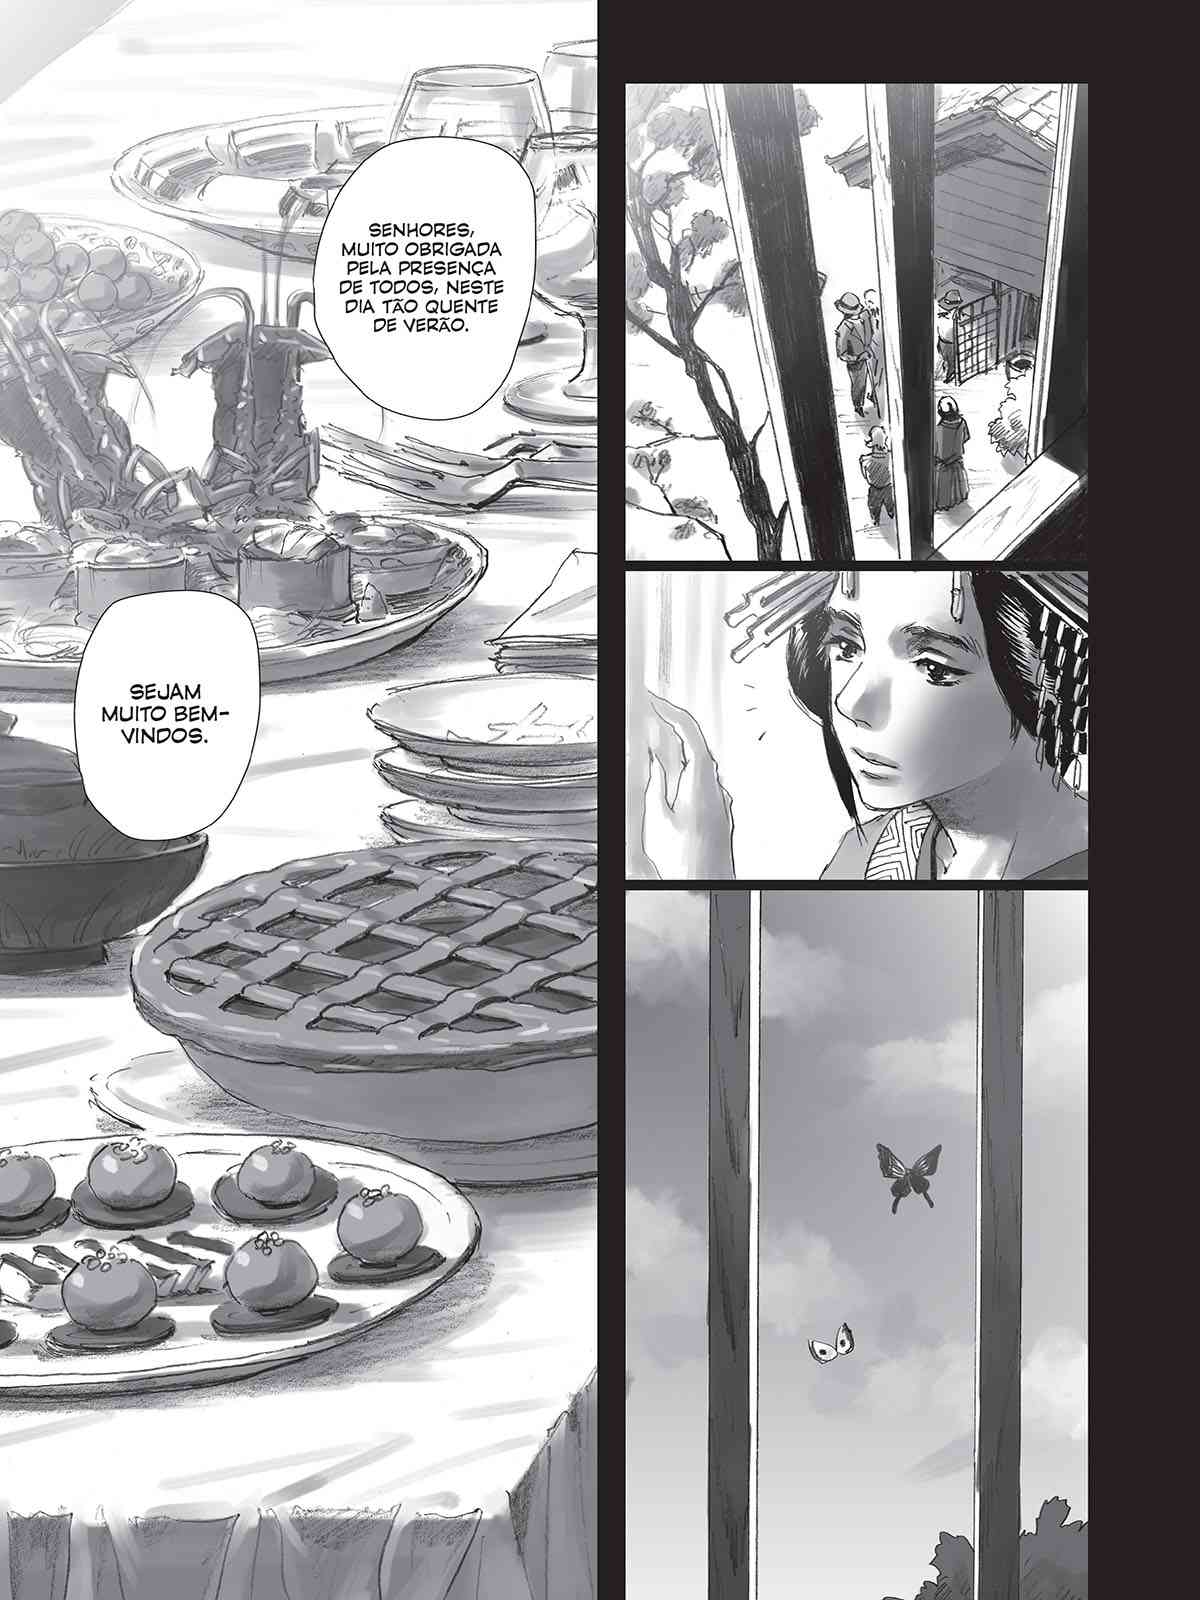 SENHORES,
MUITO OBRIGADA
PELA PRESENÇA
DE TODOS, NESTE
DIA TÃO QUENTE
DE VERÃO.
SEJAM
MUITO BEM-
VINDOS.